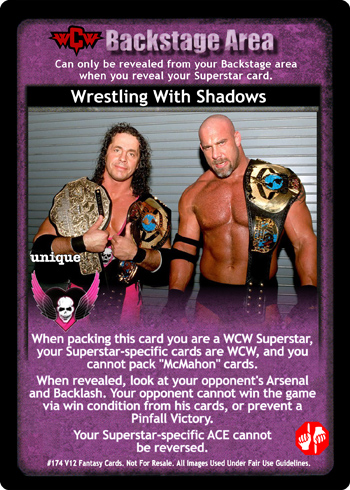 WCW Backstage Area
Can only be revealed from your Backstage area
when you reveal your Superstar card.
Wrestling With Shadows
unique
When packing this card you are a WCW Superstar,
your Superstar-specific cards are WCW, and you
cannot pack "McMahon" cards.
When revealed, look at your opponent's Arsenal
and Backlash. Your opponent cannot win the game
via win condition from his cards, or prevent a
Pinfall Victory.
Your Superstar-specific ACE cannot
be reversed.
#174 V12 Fantasy Cards. Not For Resale. All Images Used Under Fair Use Guidelines.